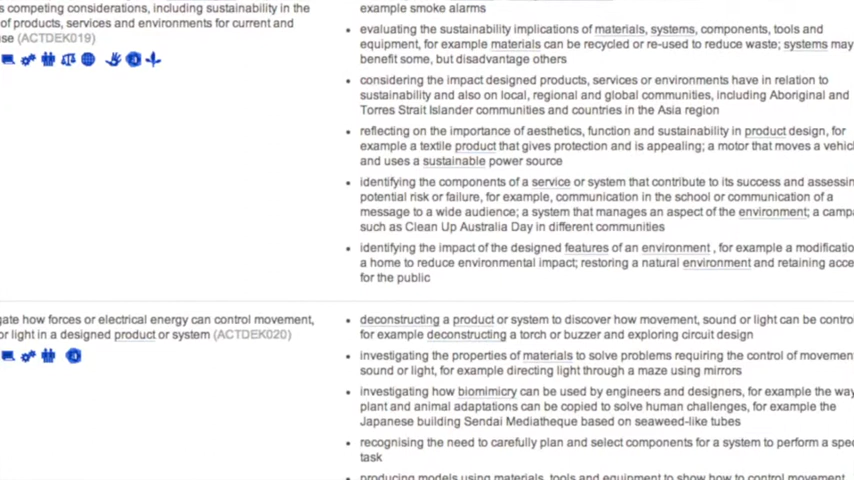 s competing considerations, including sustainability in the
of products, services and environments for current and
se (ACTDEK019)
example smoke alarms
evaluating the sustainability implications of materials, systems, components, tools and
equipment, for example materials can be recycled or re-used to reduce waste; systems may
benefit some, but disadvantage others
considering the impact designed products, services or environments have in relation to
sustainability and also on local, regional and global communities, including Aboriginal and
Torres Strait Islander communities and countries in the Asia region
reflecting on the importance of aesthetics, function and sustainability in product design, for
example a textile product that gives protection and is appealing; a motor that moves a vehic
and uses a sustainable power source
identifying the components of a service or system that contribute to its success and assessin
potential risk or failure, for example, communication in the school or communication of a
message to a wide audience; a system that manages an aspect of the environment; a campa
such as Clean Up Australia Day in different communities
identifying the impact of the designed features of an environment , for example a modificatio
a home to reduce environmental impact; restoring a natural environment and retaining acce
for the public
gate how forces or electrical energy can control movement,
or light in a designed product or system (ACTDEK020)
deconstructing a product or system to discover how movement, sound or light can be contro
for example deconstructing a torch or buzzer and exploring circuit design
investigating the properties of materials to solve problems requiring the control of movemen
sound or light, for example directing light through a maze using mirrors
investigating how biomimicry can be used by engineers and designers, for example the way
plant and animal adaptations can be copied to solve human challenges, for example the
Japanese building Sendai Mediatheque based on seaweed-like tubes
recognising the need to carefully plan and select components for a system to perform a spec
task
producing models using materials, tools and equipment to show how to control movement